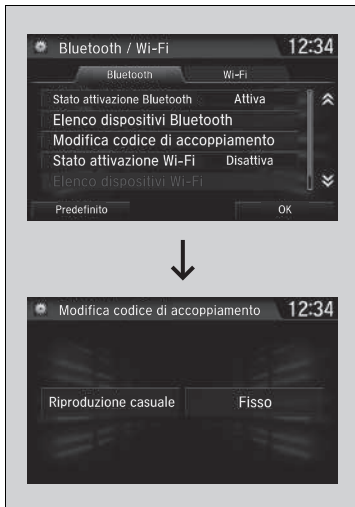 Bluetooth / Wi-Fi 12:34
Bluetooth Wi-Fi
Stato attivazione Bluetooth Attiva
Elenco dispositivi Bluetooth
Modifica codice di accoppiamento
Stato attivazione Wi-Fi Disattiva
Elenco dispositivi Wi-Fi
Predefinito OK
Modifica codice di accoppiamento 12:34
Riproduzione casuale Fisso